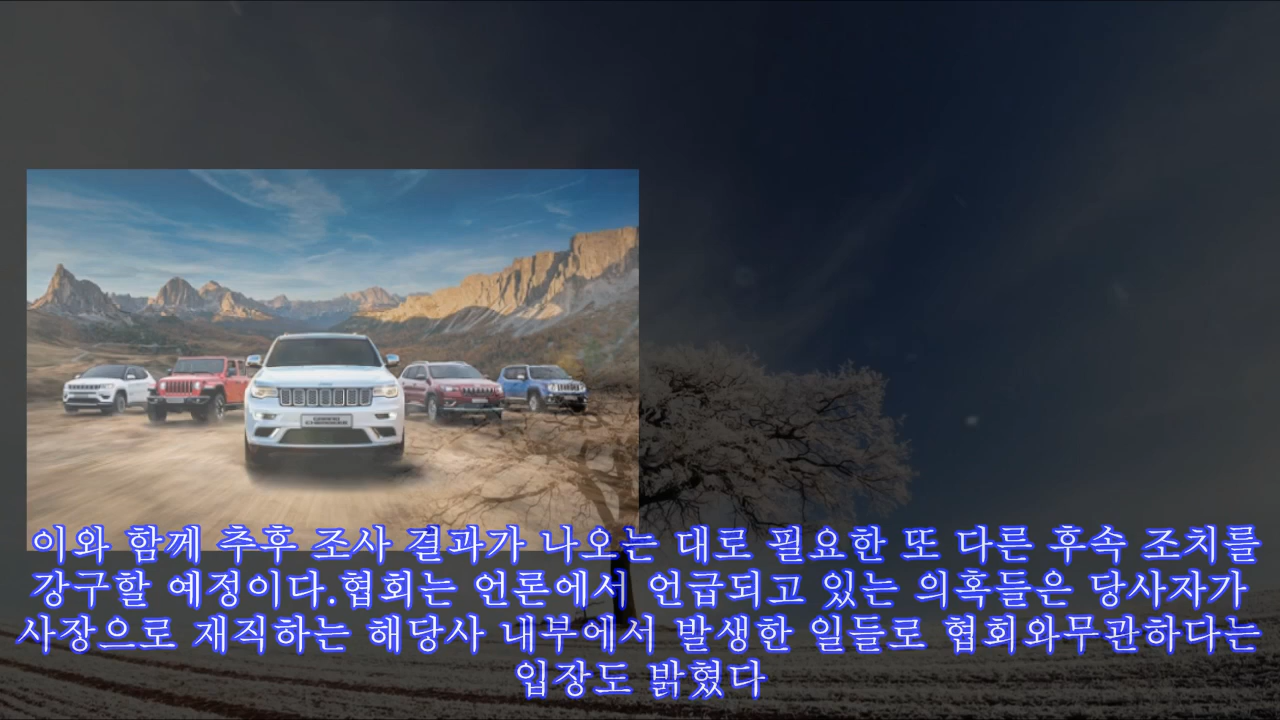 이와 함께 추후 조사 결과가 나오는 대로 필요한 또 다른 후속 조치를
강구할 예정이다.협회는 언론에서 언급되고 있는 의혹들은 당사자가
사장으로 재직하는 해당사 내부에서 발생한 일들로 협회와무관하다는
입장도 밝혔다